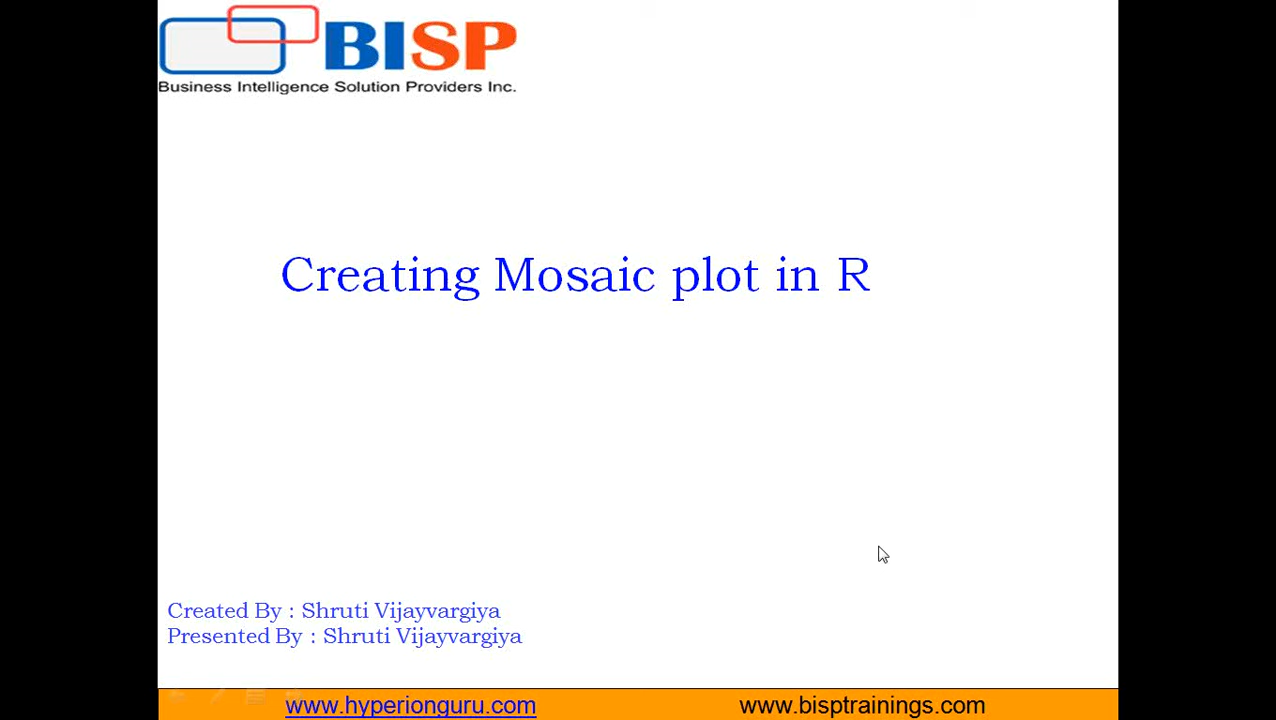 BISP
Business Intelligence Solution Providers Inc.
Creating Mosaic plot in R
Created By : Shruti Vijayvargiya
Presented By : Shruti Vijayvargiya
www.hyperionguru.com
www.bisptrainings.com